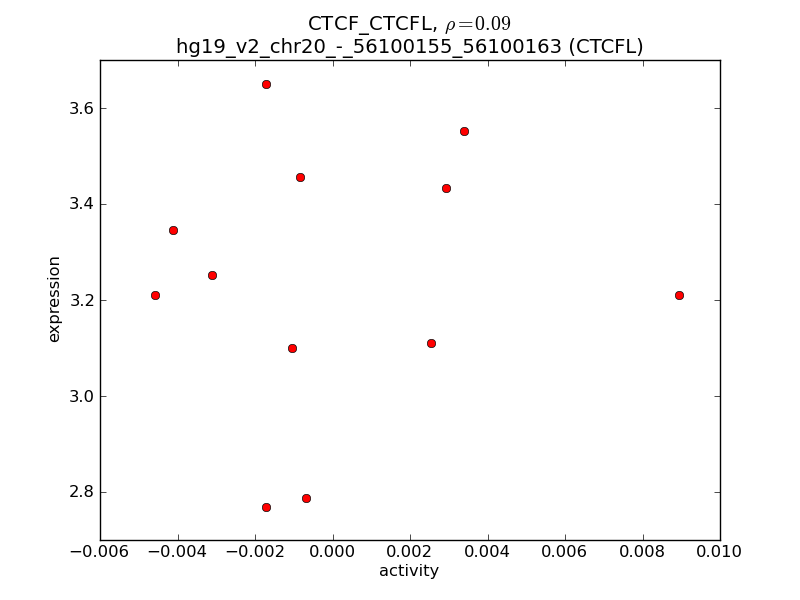 CTCF_CTCFL, ρ=0.09
hg19_v2_chr20_-_56100155_56100163 (CTCFL)
3.6
3.4
3.2
3.0
2.8
expression
−0.006 −0.004 −0.002 0.000 0.002 0.004 0.006 0.008 0.010
activity